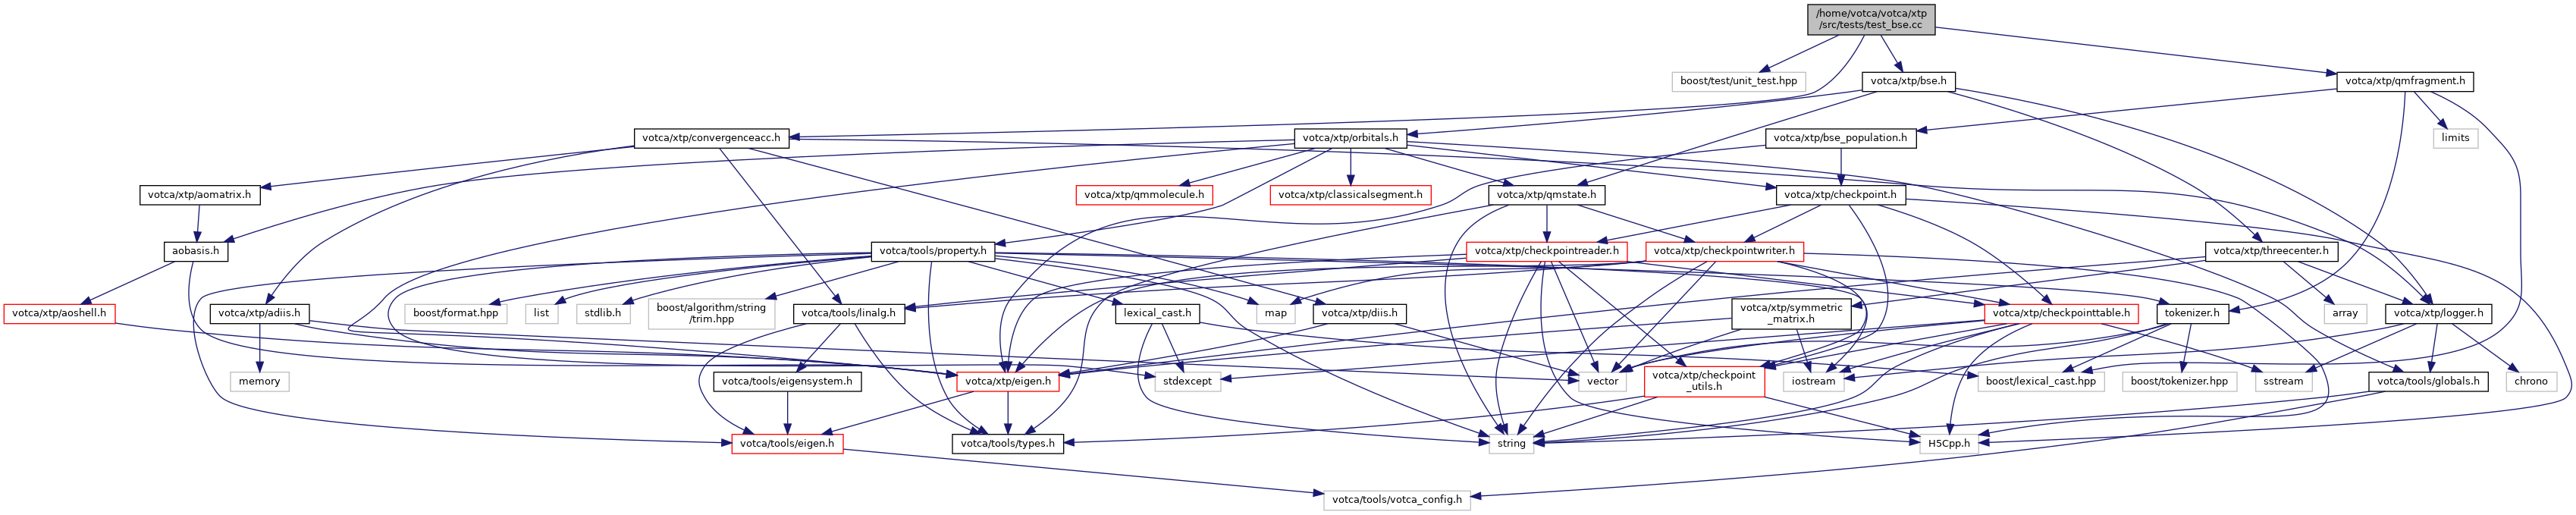 /home/votca/votca/xtp
/src/tests/test_bse.cc
boost/test/unit_test.hpp
votca/xtp/bse.h
votca/xtp/qmfragment.h
votca/xtp/convergenceacc.h
votca/xtp/orbitals.h
votca/xtp/bse_population.h
limits
votca/xtp/aomatrix.h
votca/xtp/qmmolecule.h
votca/xtp/classicalsegment.h
votca/xtp/qmstate.h
votca/xtp/checkpoint.h
aobasis.h
votca/tools/property.h
votca/xtp/checkpointreader.h
votca/xtp/checkpointwriter.h
votca/xtp/threecenter.h
votca/xtp/aoshell.h
votca/xtp/adiis.h
boost/format.hpp
list
stdlib.h
boost/algorithm/string
/trim.hpp
votca/tools/linalg.h
lexical_cast.h
map
votca/xtp/diis.h
votca/xtp/symmetric
_matrix.h
votca/xtp/checkpointtable.h
tokenizer.h
array
votca/xtp/logger.h
memory
votca/tools/eigensystem.h
votca/xtp/eigen.h
stdexcept
vector
votca/xtp/checkpoint
_utils.h
iostream
boost/lexical_cast.hpp
boost/tokenizer.hpp
sstream
votca/tools/globals.h
chrono
votca/tools/eigen.h
votca/tools/types.h
string
H5Cpp.h
votca/tools/votca_config.h